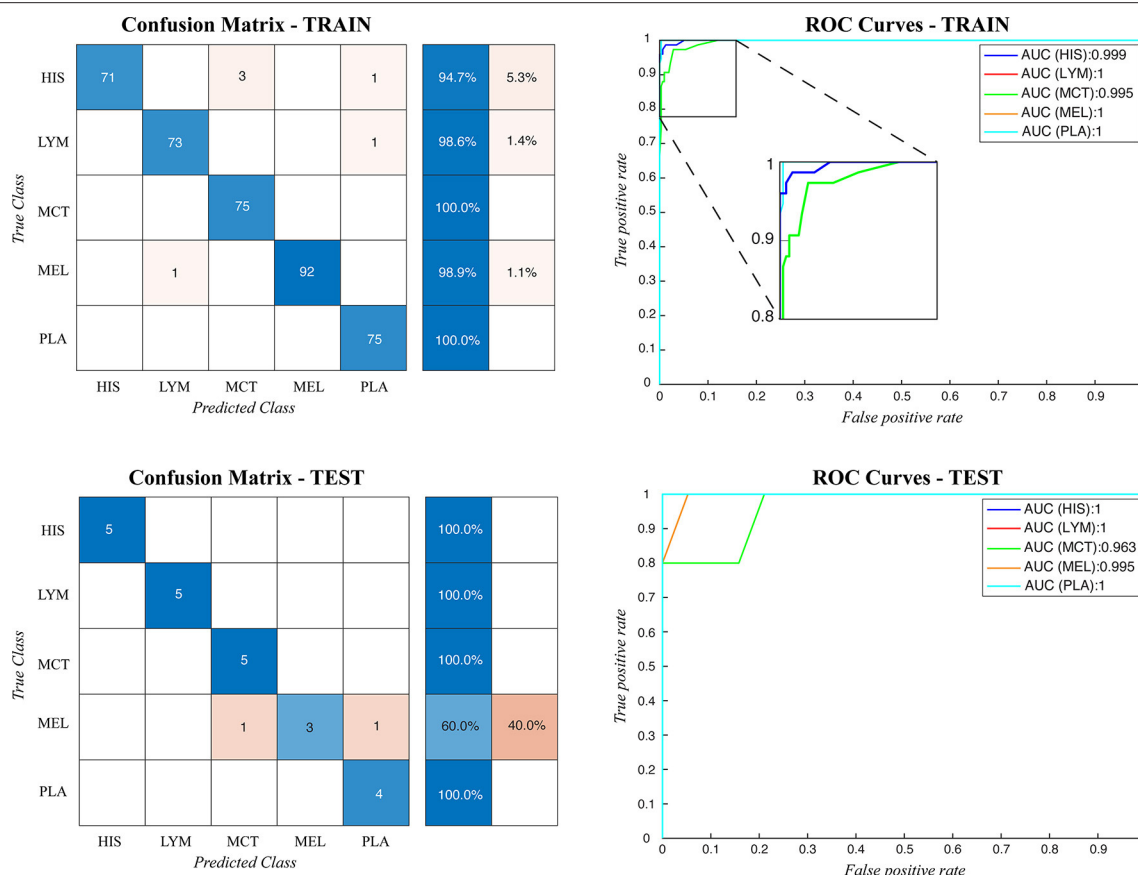 Confusion Matrix - TRAIN
True Class
HIS 71 3 1 94.7% 5.3%
LYM 73 1 98.6% 1.4%
MCT 75 100.0%
MEL 1 92 98.9% 1.1%
PLA 75 100.0%
HIS LYM MCT MEL PLA
Predicted Class
ROC Curves - TRAIN
True positive rate
1
0.9
0.8
0.7
0.6
0.5
0.4
0.3
0.2
0.1
0
AUC (HIS):0.999
AUC (LYM):1
AUC (MCT):0.995
AUC (MEL):1
AUC (PLA):1
1
0.9
0.8
0 0.1 0.2 0.3 0.4 0.5 0.6 0.7 0.8 0.9
False positive rate
Confusion Matrix - TEST
True Class
HIS 5 100.0%
LYM 5 100.0%
MCT 5 100.0%
MEL 1 3 1 60.0% 40.0%
PLA 4 100.0%
HIS LYM MCT MEL PLA
Predicted Class
ROC Curves - TEST
True positive rate
1
0.9
0.8
0.7
0.6
0.5
0.4
0.3
0.2
0.1
0
AUC (HIS):1
AUC (LYM):1
AUC (MCT):0.963
AUC (MEL):0.995
AUC (PLA):1
0 0.1 0.2 0.3 0.4 0.5 0.6 0.7 0.8 0.9
False positive rate